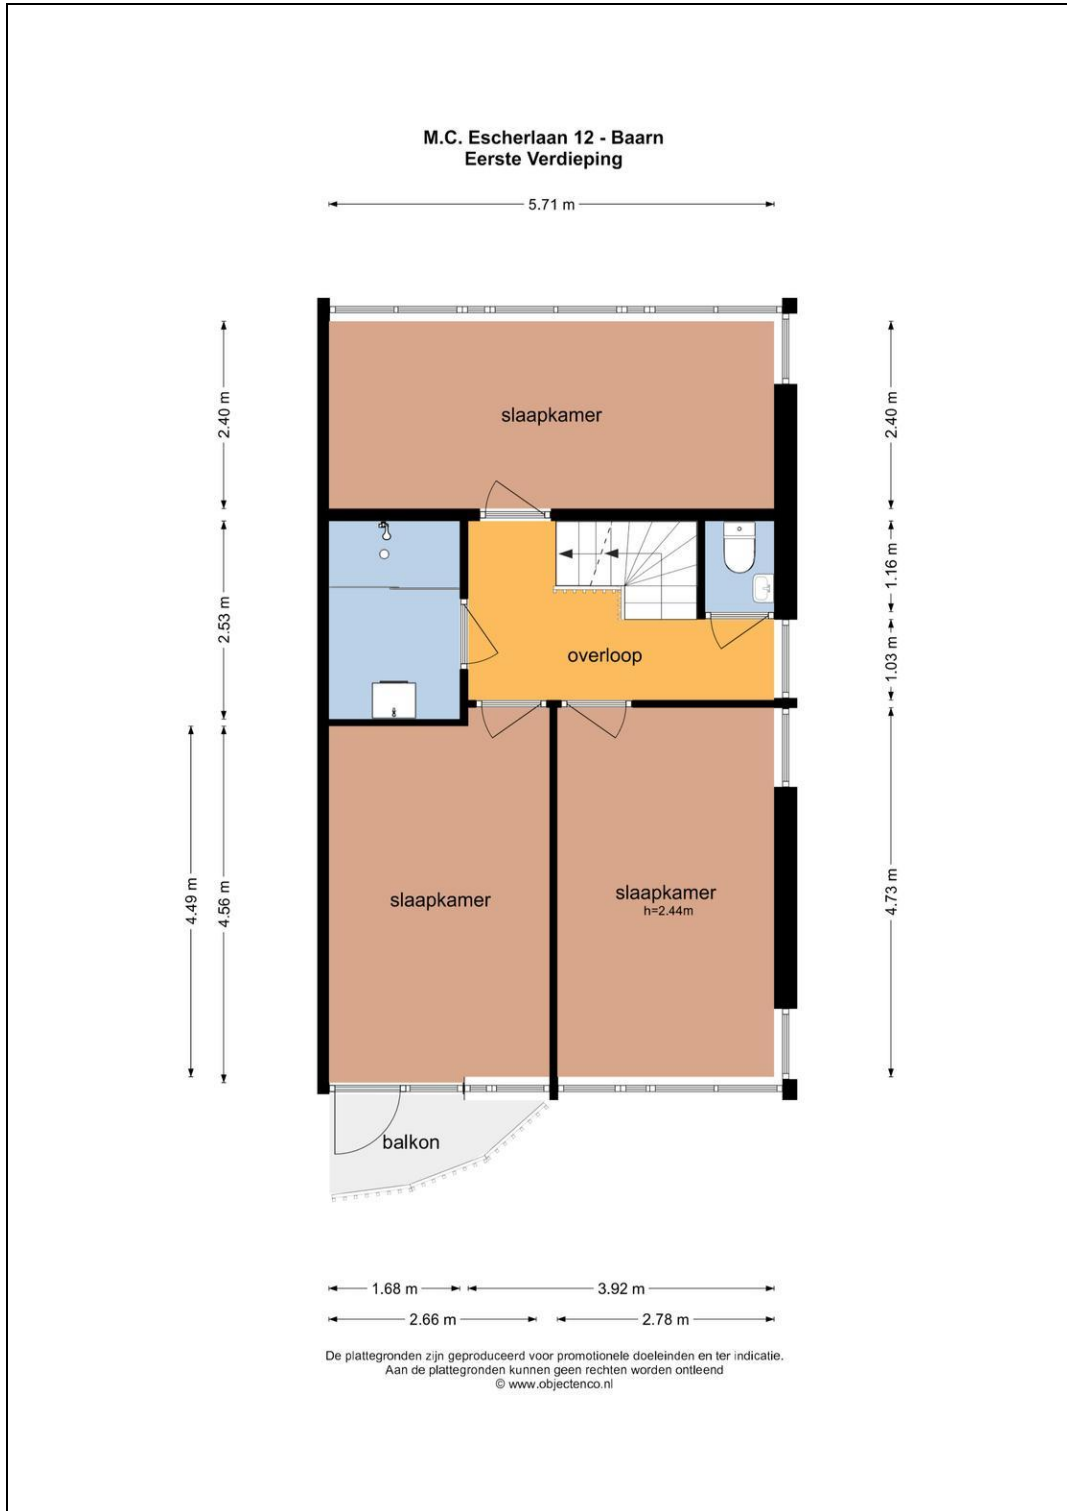 M.C. Escherlaan 12 - Baarn
Eerste Verdieping
5.71 m
2.40 m
slaapkamer
2.40 m
2.53 m
1.16 m
1.03 m
overloop
4.49 m
4.56 m
slaapkamer
slaapkamer
h=2.44m
4.73 m
balkon
1.68 m
3.92 m
2.66 m
2.78 m
De plattegronden zijn geproduceerd voor promotionele doeleinden en ter indicatie.
Aan de plattegronden kunnen geen rechten worden ontleend
© www.objectenco.nl